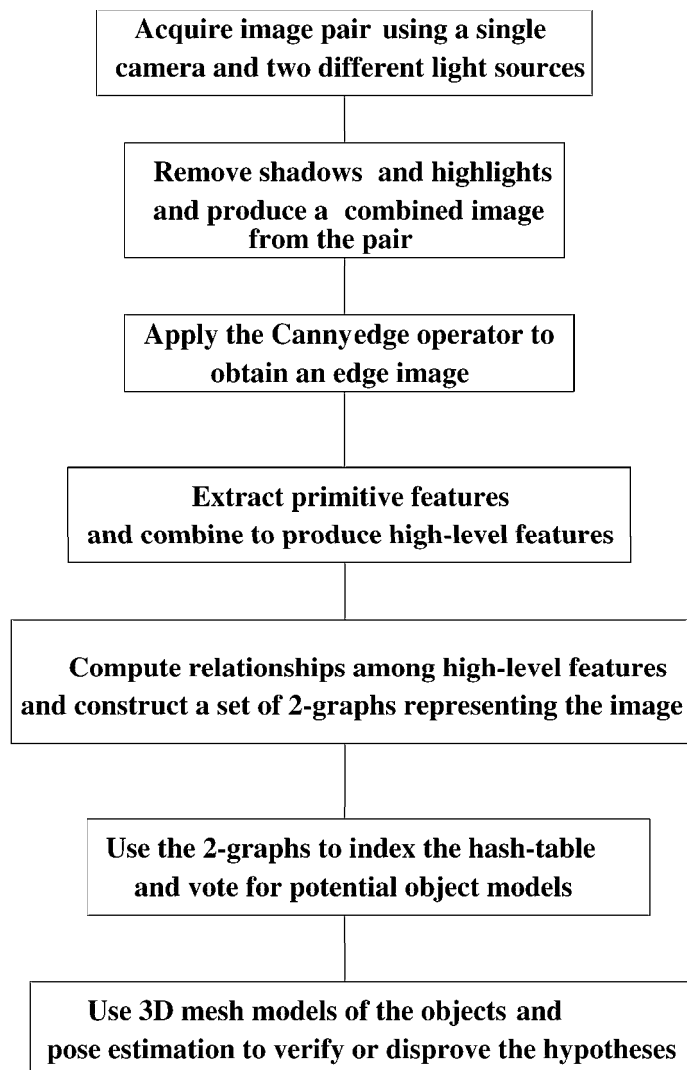 Acquire image pair using a single
camera and two different light sources
Remove shadows and highlights
and produce a combined image
from the pair
Apply the Cannyedge operator to
obtain an edge image
Extract primitive features
and combine to produce high-level features
Compute relationships among high-level features
and construct a set of 2-graphs representing the image
Use the 2-graphs to index the hash-table
and vote for potential object models
Use 3D mesh models of the objects and
pose estimation to verify or disprove the hypotheses